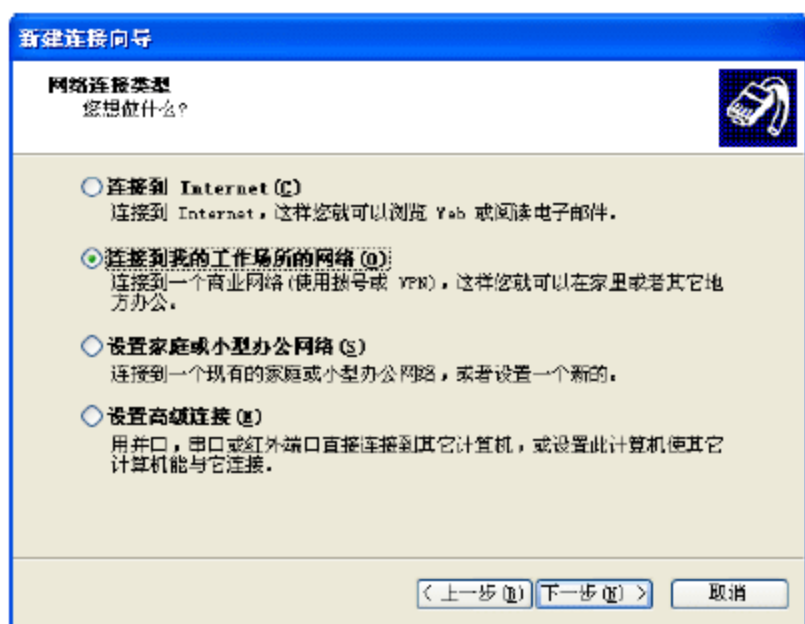 新建连接向导
网络连接类型
您想做什么?
连接到 Internet(C)
连接到 Internet，这样您就可以浏览 Web 或阅读电子邮件。
连接到我的工作场所的网络(O)
连接到一个商业网络(使用拨号或 VPN)，这样您就可以在家里或者其它地
方办公。
设置家庭或小型办公网络(S)
连接到一个现有的家庭或小型办公网络，或者设置一个新的。
设置高级连接(E)
用并口，串口或红外端口直接连接到其它计算机，或设置此计算机使其它
计算机能与它连接。
< 上一步(B) 下一步(N) > 取消